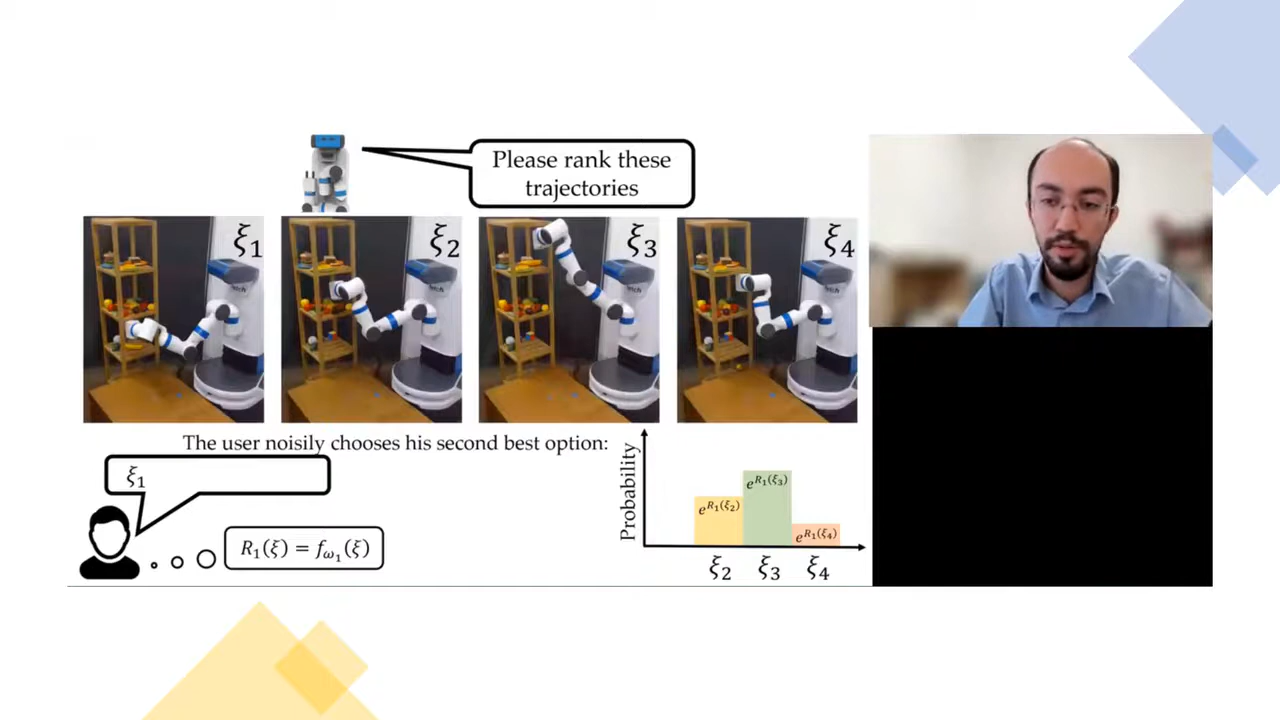 Please rank these
trajectories
ξ1
ξ2
ξ3
ξ4
The user noisily chooses his second best option:
ξ1
R1(ξ) = fω1(ξ)
Probability
e^R1(ξ2)
e^R1(ξ3)
e^R1(ξ4)
ξ2
ξ3
ξ4